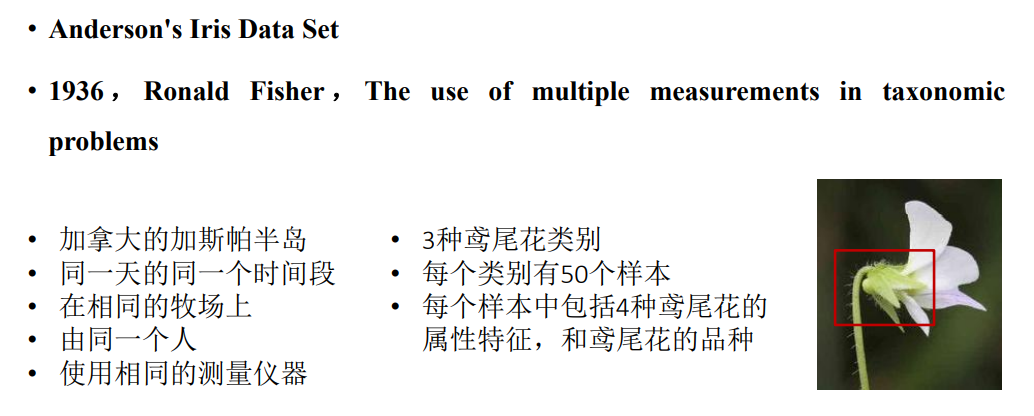 • Anderson's Iris Data Set
• 1936， Ronald Fisher， The use of multiple measurements in taxonomic
problems
• 加拿大的加斯帕半岛
• 同一天的同一个时间段
• 在相同的牧场上
• 由同一个人
• 使用相同的测量仪器
• 3种鸢尾花类别
• 每个类别有50个样本
• 每个样本中包括4种鸢尾花的
属性特征，和鸢尾花的品种